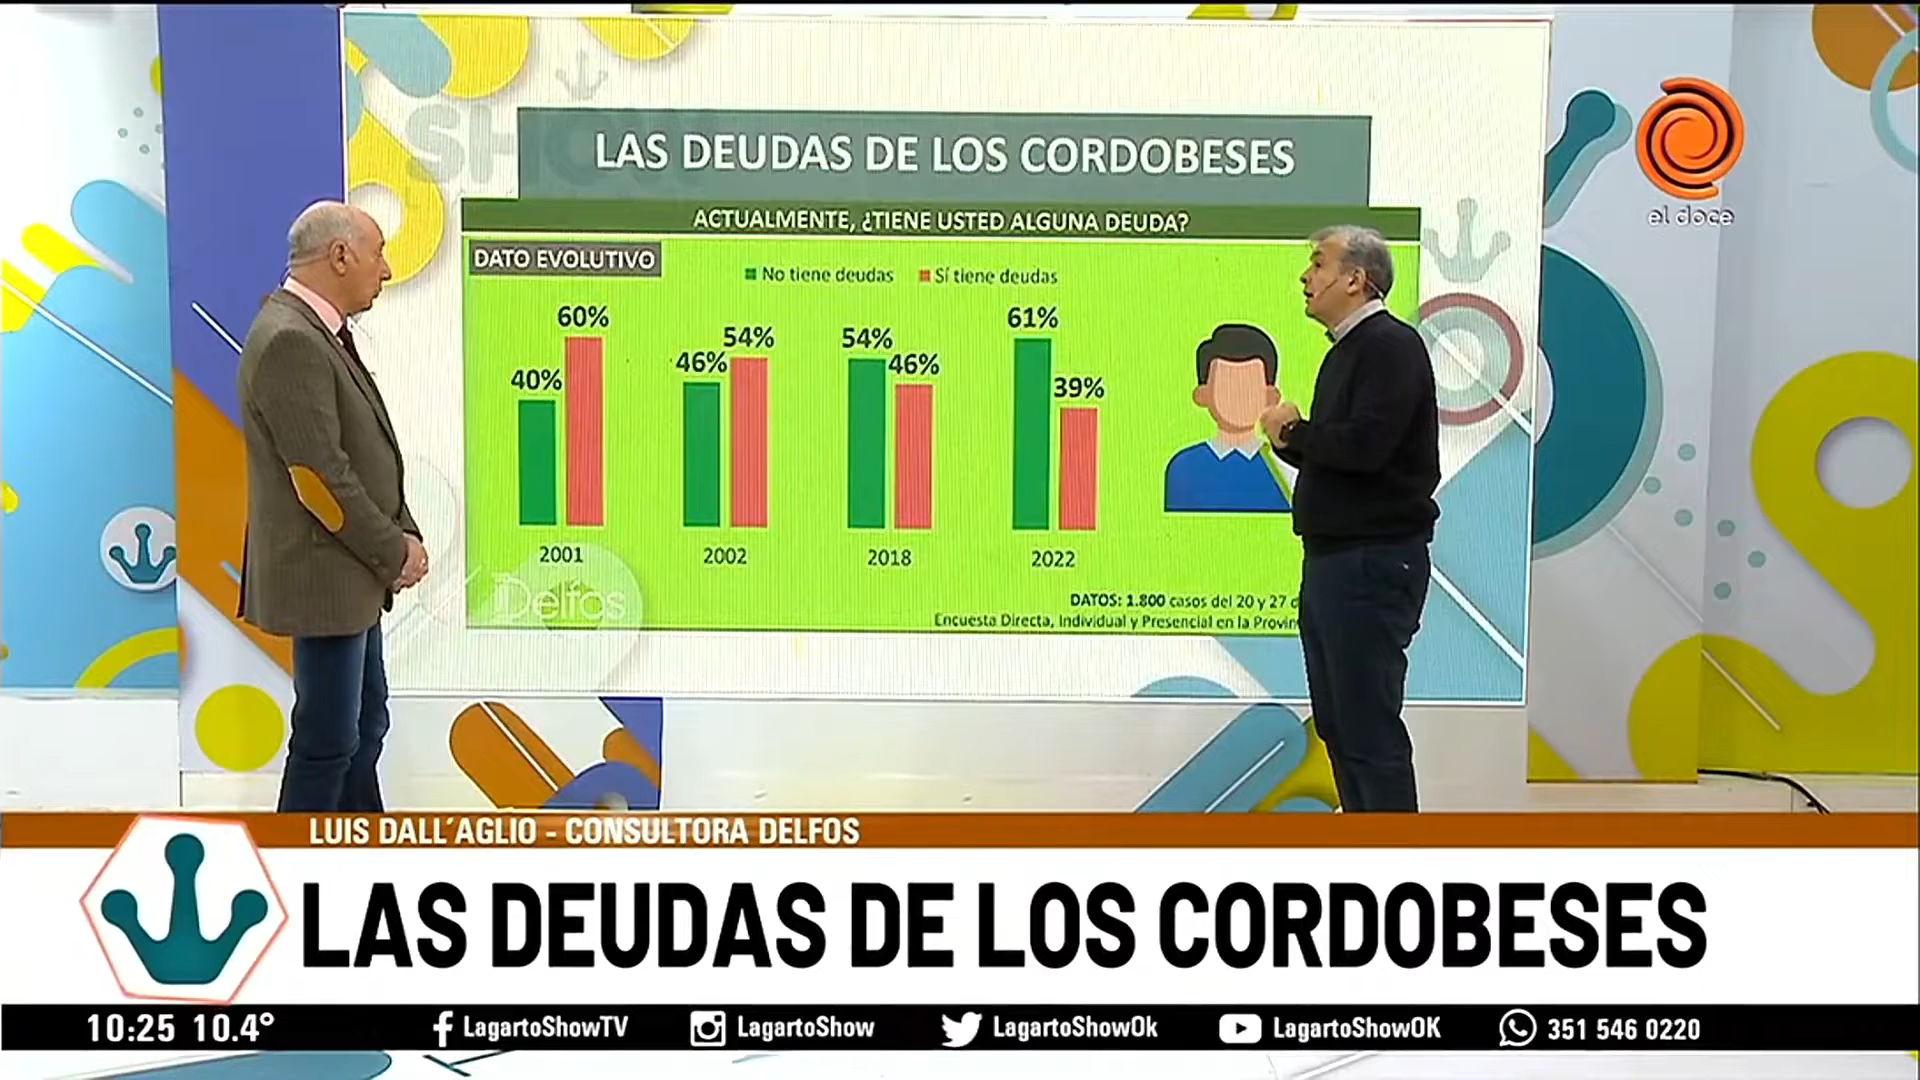 SHOW
LAS DEUDAS DE LOS CORDOBESES
ACTUALMENTE, ¿TIENE USTED ALGUNA DEUDA?
DATO EVOLUTIVO
No tiene deudas Sí tiene deudas
40% 60% 46% 54% 54% 46% 61% 39%
2001 2002 2018 2022
Delfos
DATOS: 1.800 casos del 20 y 27
Encuesta Directa, Individual y Presencial en la
el doce
LUIS DALL´AGLIO - CONSULTORA DELFOS
LAS DEUDAS DE LOS CORDOBESES
10:25 10.4° LagartoShowTV LagartoShow LagartoShowOk LagartoShowOK 351 546 0220